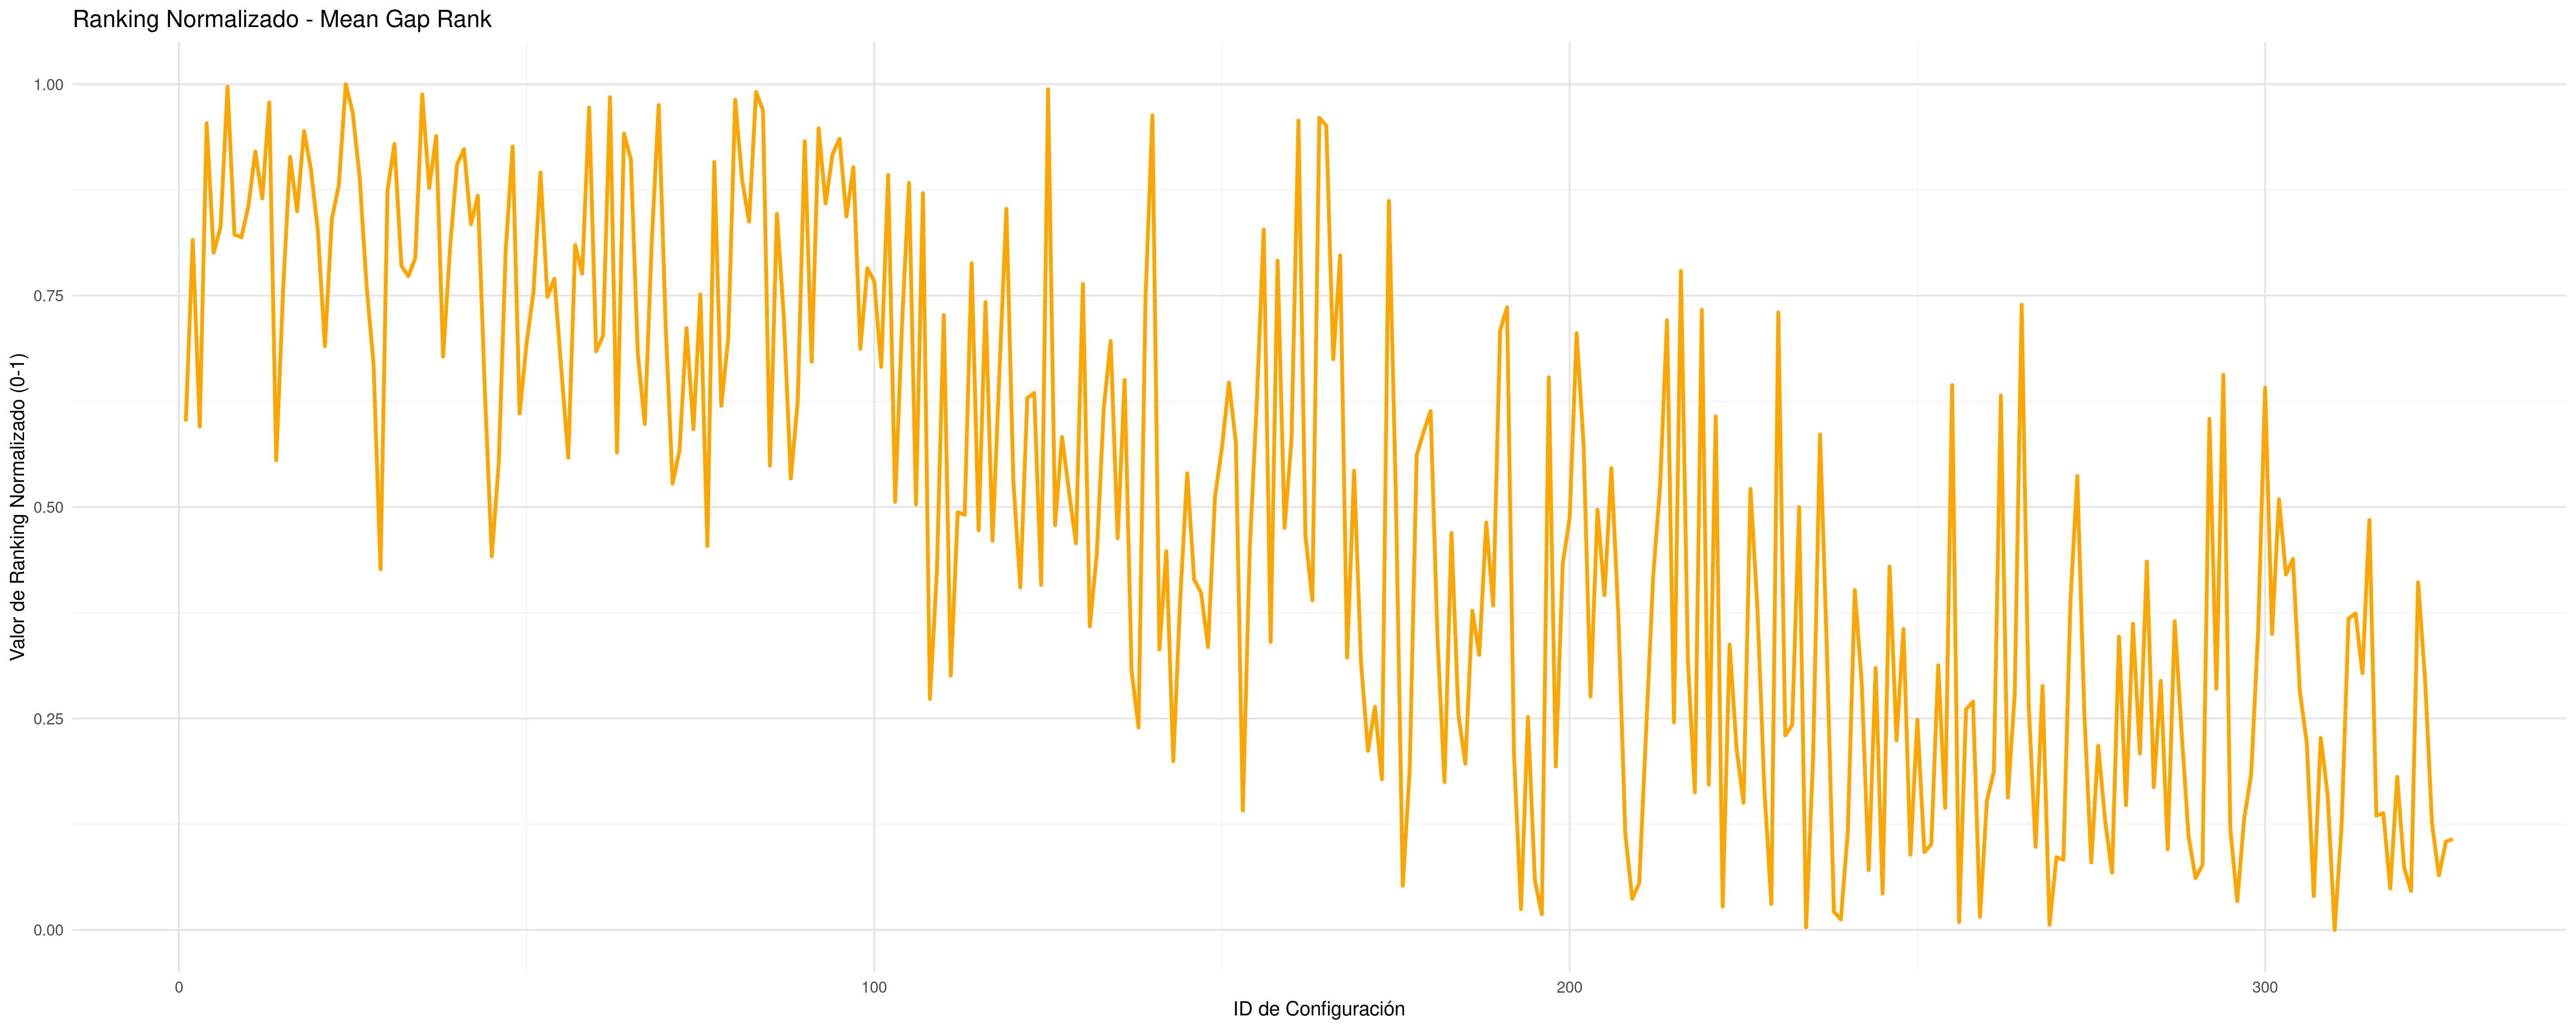 Ranking Normalizado - Mean Gap Rank
Valor de Ranking Normalizado (0-1)
1.00
0.75
0.50
0.25
0.00
0 100 200 300
ID de Configuración